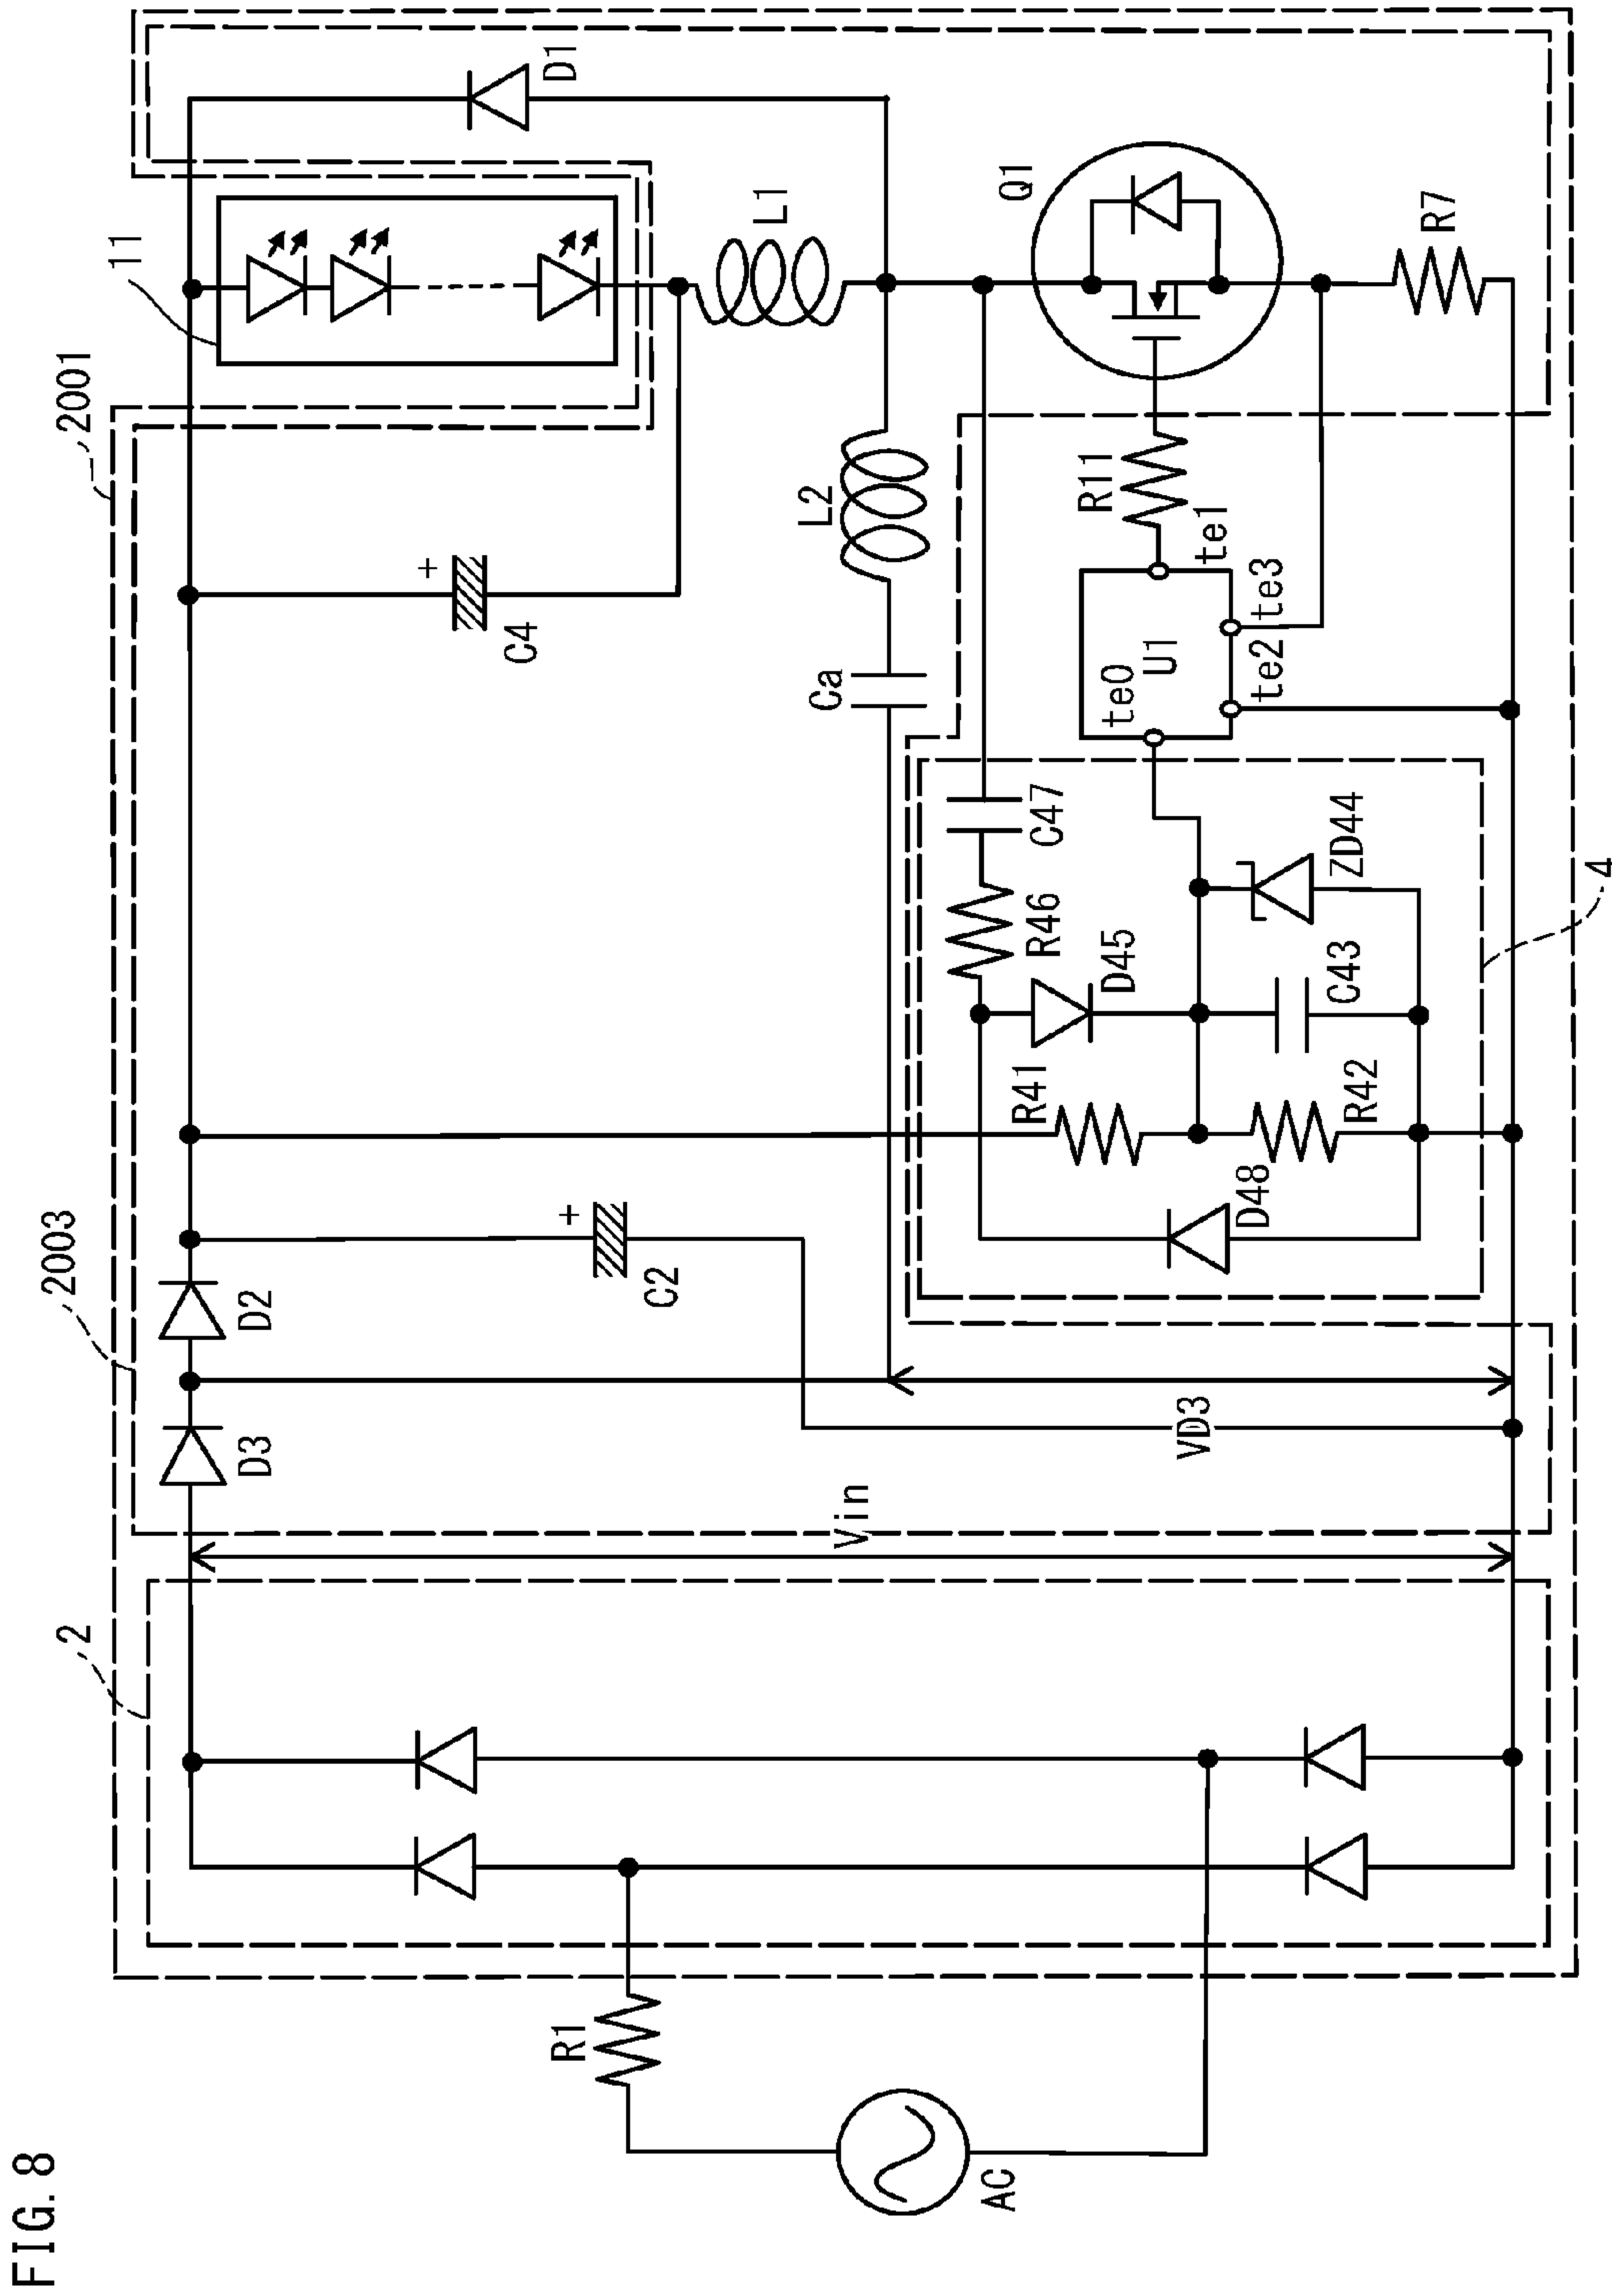 FIG. 8
2001
2003
2
11
D1
L1
C4
L2
Ca
Q1
R7
R11
te1
te3
te2
te0
U1
C47
R46
D45
ZD44
C43
R41
R42
D48
4
D2
D3
C2
VD3
Vin
R1
AC
+
+